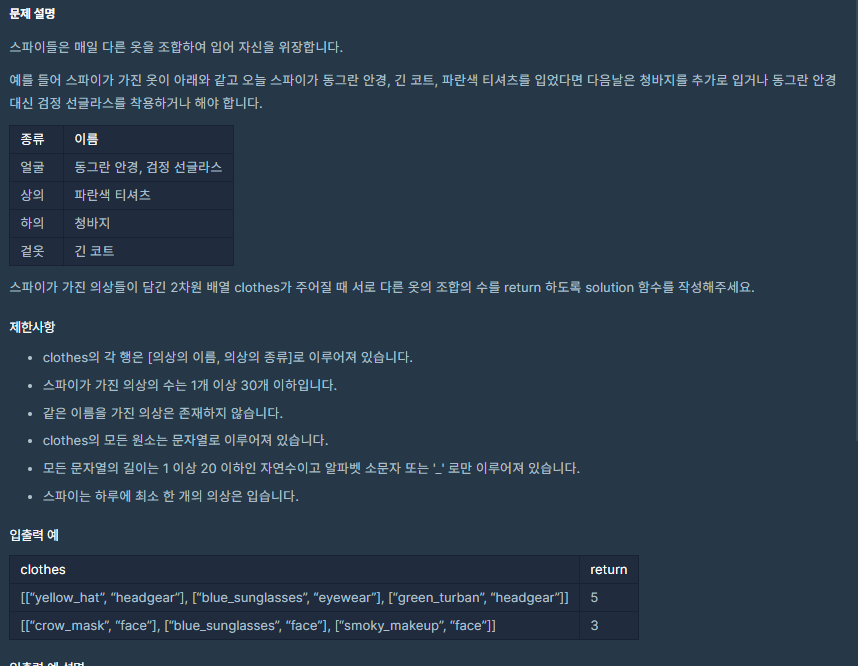 문제 설명
스파이들은 매일 다른 옷을 조합하여 입어 자신을 위장합니다.
예를 들어 스파이가 가진 옷이 아래와 같고 오늘 스파이가 동그란 안경, 긴 코트, 파란색 티셔츠를 입었다면 다음날은 청바지를 추가로 입거나 동그란 안경
대신 검정 선글라스를 착용하거나 해야 합니다.
종류 이름
얼굴 동그란 안경, 검정 선글라스
상의 파란색 티셔츠
하의 청바지
겉옷 긴 코트
스파이가 가진 의상들이 담긴 2차원 배열 clothes가 주어질 때 서로 다른 옷의 조합의 수를 return 하도록 solution 함수를 작성해주세요.
제한사항
• clothes의 각 행은 [의상의 이름, 의상의 종류]로 이루어져 있습니다.
• 스파이가 가진 의상의 수는 1개 이상 30개 이하입니다.
• 같은 이름을 가진 의상은 존재하지 않습니다.
• clothes의 모든 원소는 문자열로 이루어져 있습니다.
• 모든 문자열의 길이는 1 이상 20 이하인 자연수이고 알파벳 소문자 또는 '_' 로만 이루어져 있습니다.
• 스파이는 하루에 최소 한 개의 의상은 입습니다.
입출력 예
clothes return
[["yellow_hat", "headgear"], ["blue_sunglasses", "eyewear"], ["green_turban", "headgear"]] 5
[["crow_mask", "face"], ["blue_sunglasses", "face"], ["smoky_makeup", "face"]] 3